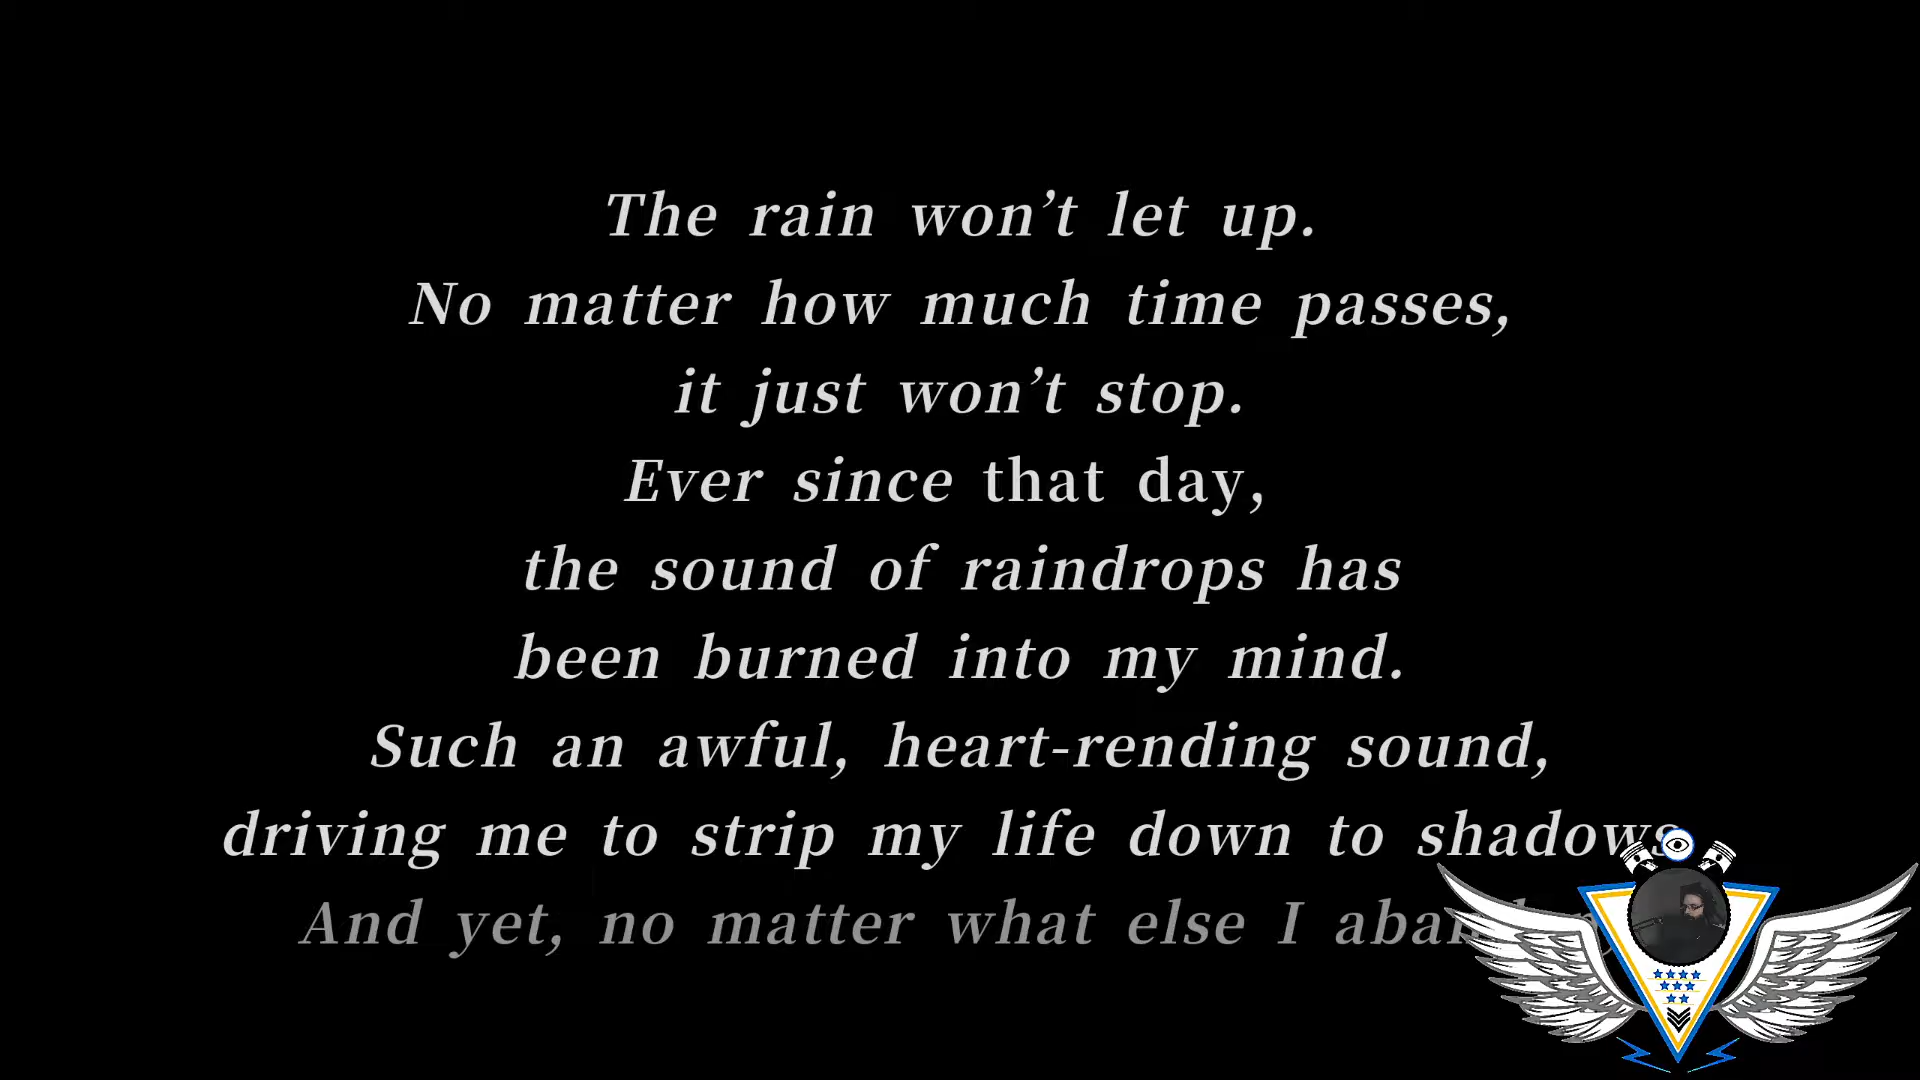 The rain won’t let up.
No matter how much time passes,
it just won’t stop.
Ever since that day,
the sound of raindrops has
been burned into my mind.
Such an awful, heart-rending sound,
driving me to strip my life down to shadows
And yet, no matter what else I